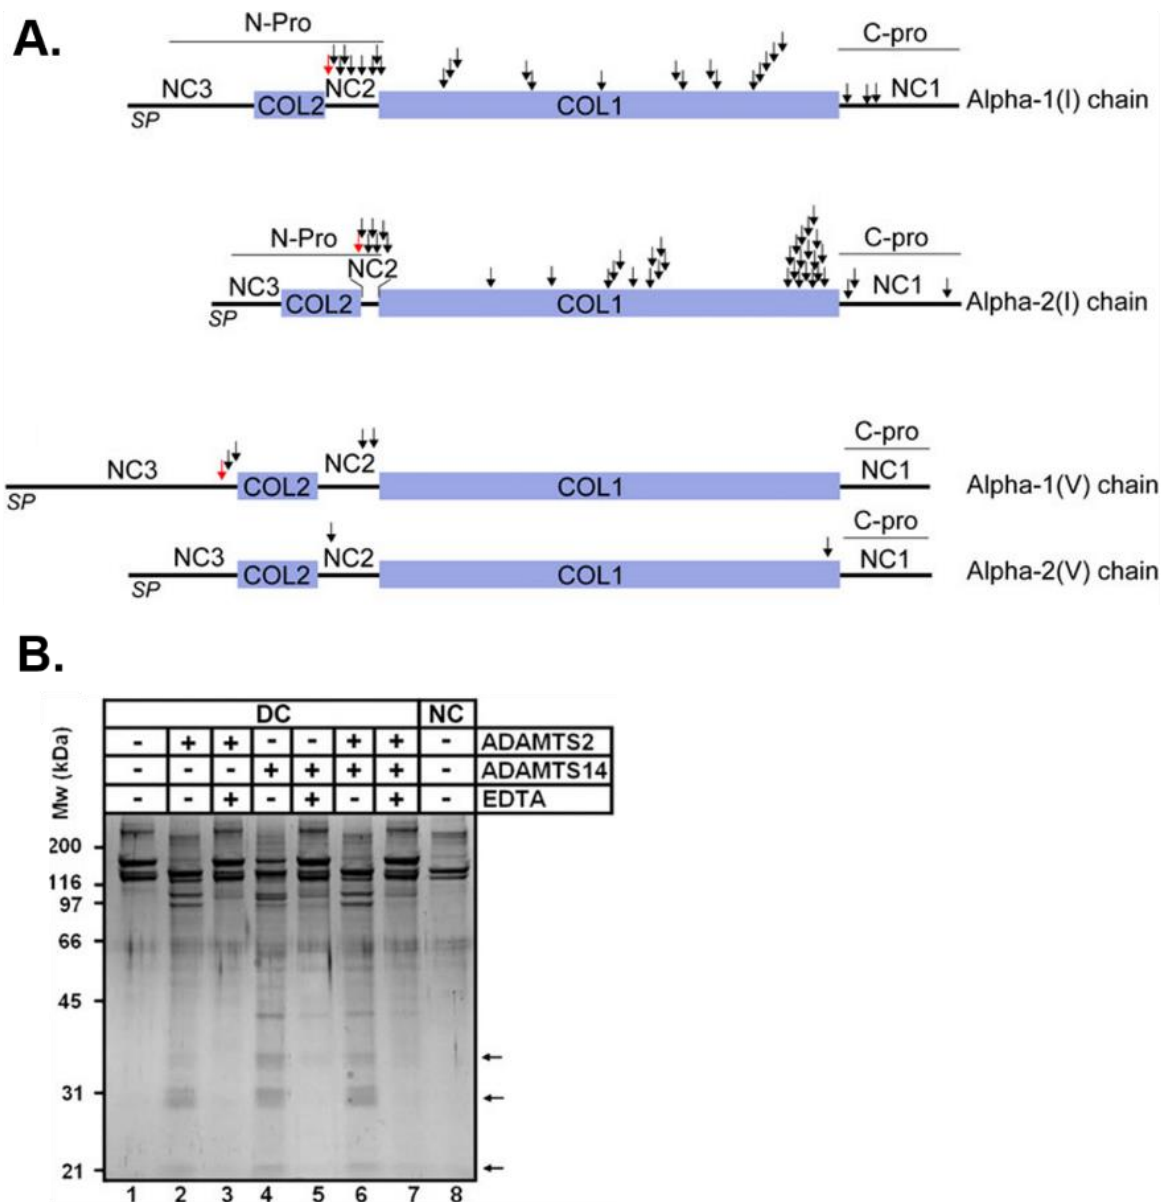 A.
N-Pro
C-pro
NC3 COL2 NC2 COL1 NC1 Alpha-1(I) chain
SP
N-Pro
C-pro
NC2
NC3 COL2 COL1 NC1 Alpha-2(I) chain
SP
C-pro
NC3 COL2 NC2 COL1 NC1 Alpha-1(V) chain
SP
C-pro
NC3 COL2 NC2 COL1 NC1 Alpha-2(V) chain
SP
B.
DC NC
- + + - - + + - ADAMTS2
- - - + + + + - ADAMTS14
- - + - + - + - EDTA
Mw (kDa)
200
116
97
66
45
31
21
1 2 3 4 5 6 7 8